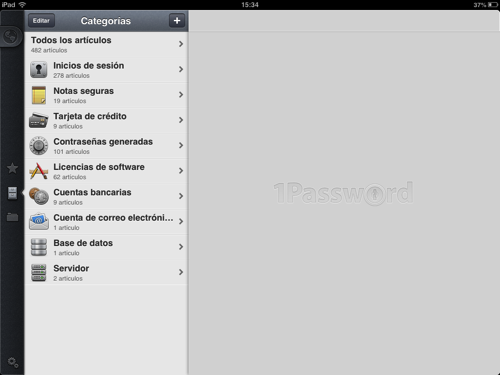 iPad
15:34
37%
Editar
Categorías
+
Todos los artículos
482 artículos
Inicios de sesión
278 artículos
Notas seguras
19 artículos
Tarjeta de crédito
9 artículos
Contraseñas generadas
101 artículos
Licencias de software
62 artículos
Cuentas bancarias
9 artículos
Cuenta de correo electróni...
1 artículo
Base de datos
1 artículo
Servidor
2 artículos
1Password